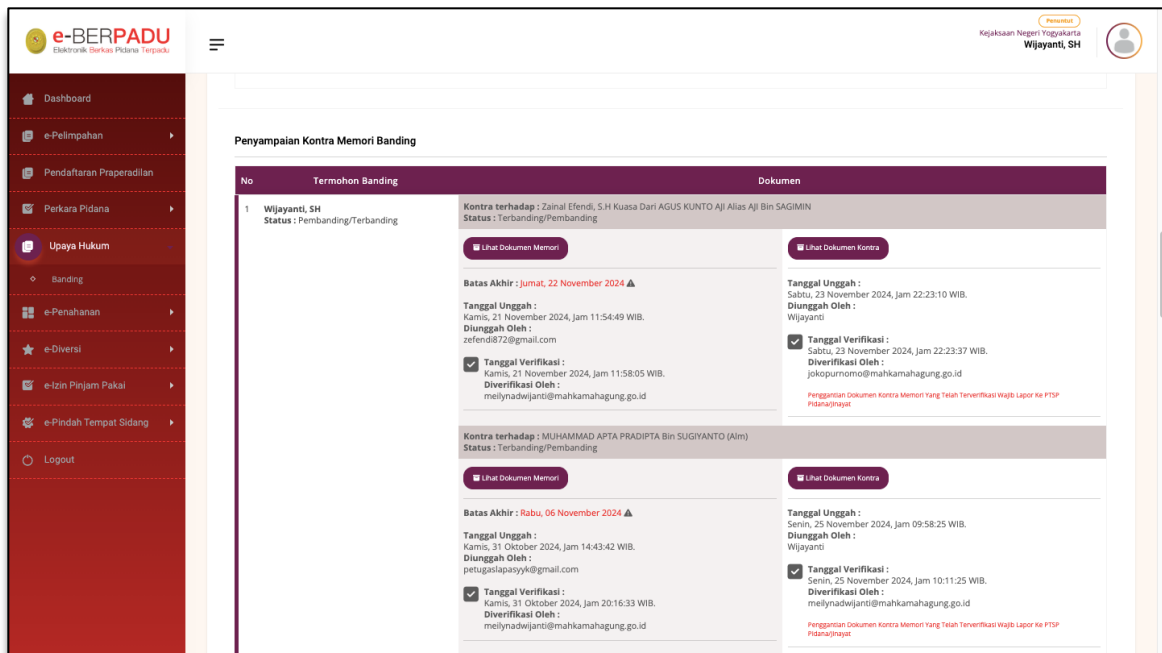 e-BERPADU
Elektronik Berkas Pidana Terpadu
Penuntut
Kejaksaan Negeri Yogyakarta
Wijayanti, SH
Dashboard
e-Pelimpahan
Pendaftaran Praperadilan
Perkara Pidana
Upaya Hukum
Banding
e-Penahanan
e-Diversi
e-Izin Pinjam Pakai
e-Pindah Tempat Sidang
Logout
Penyampaian Kontra Memori Banding
No Termohon Banding Dokumen
1 Wijayanti, SH
Status : Pembanding/Terbanding
Kontra terhadap : Zainal Efendi, S.H Kuasa Dari AGUS KUNTO AJI Alias AJI Bin SAGIMIN
Status : Terbanding/Pembanding
Lihat Dokumen Memori
Batas Akhir : Jumat, 22 November 2024
Tanggal Unggah :
Kamis, 21 November 2024, Jam 11:54:49 WIB.
Diunggah Oleh :
zefendi872@gmail.com
Tanggal Verifikasi :
Kamis, 21 November 2024, Jam 11:58:05 WIB.
Diverifikasi Oleh :
meilynadwijanti@mahkamahagung.go.id
Lihat Dokumen Kontra
Tanggal Unggah :
Sabtu, 23 November 2024, Jam 22:23:10 WIB.
Diunggah Oleh :
Wijayanti
Tanggal Verifikasi :
Sabtu, 23 November 2024, Jam 22:23:37 WIB.
Diverifikasi Oleh :
jokopurnomo@mahkamahagung.go.id
Penggantian Dokumen Kontra Memori Yang Telah Terverifikasi Wajib Lapor Ke PTSP
Pidana/Jinayat
Kontra terhadap : MUHAMMAD APTA PRADIPTA Bin SUGIYANTO (Alm)
Status : Terbanding/Pembanding
Lihat Dokumen Memori
Batas Akhir : Rabu, 06 November 2024
Tanggal Unggah :
Kamis, 31 Oktober 2024, Jam 14:43:42 WIB.
Diunggah Oleh :
petugaslapasyyk@gmail.com
Tanggal Verifikasi :
Kamis, 31 Oktober 2024, Jam 20:16:33 WIB.
Diverifikasi Oleh :
meilynadwijanti@mahkamahagung.go.id
Lihat Dokumen Kontra
Tanggal Unggah :
Senin, 25 November 2024, Jam 09:58:25 WIB.
Diunggah Oleh :
Wijayanti
Tanggal Verifikasi :
Senin, 25 November 2024, Jam 10:11:25 WIB.
Diverifikasi Oleh :
meilynadwijanti@mahkamahagung.go.id
Penggantian Dokumen Kontra Memori Yang Telah Terverifikasi Wajib Lapor Ke PTSP
Pidana/Jinayat